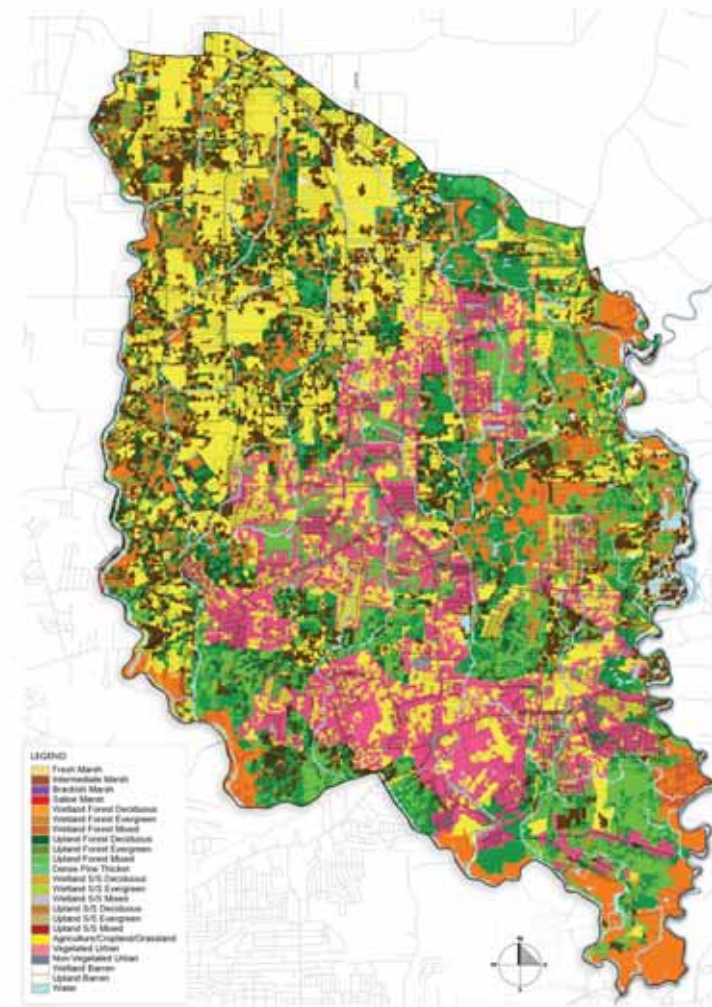 LEGEND
Fresh Marsh
Intermediate Marsh
Brackish Marsh
Saline Marsh
Wetland Forest Deciduous
Wetland Forest Evergreen
Wetland Forest Mixed
Upland Forest Deciduous
Upland Forest Evergreen
Upland Forest Mixed
Dense Pine Thicket
Wetland S/S Deciduous
Wetland S/S Evergreen
Wetland S/S Mixed
Upland S/S Deciduous
Upland S/S Evergreen
Upland S/S Mixed
Agriculture/Cropland/Grassland
Vegetated Urban
Non-Vegetated Urban
Wetland Barren
Upland Barren
Water